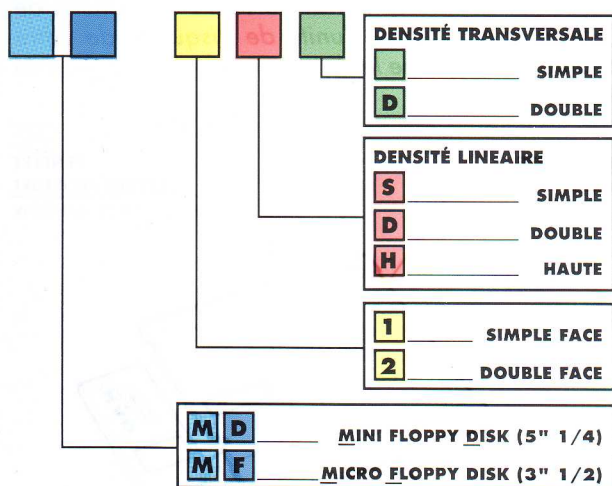 DENSITÉ TRANSVERSALE
SIMPLE
D DOUBLE
DENSITÉ LINEAIRE
S SIMPLE
D DOUBLE
H HAUTE
1 SIMPLE FACE
2 DOUBLE FACE
M D MINI FLOPPY DISK (5" 1/4)
M F MICRO FLOPPY DISK (3" 1/2)